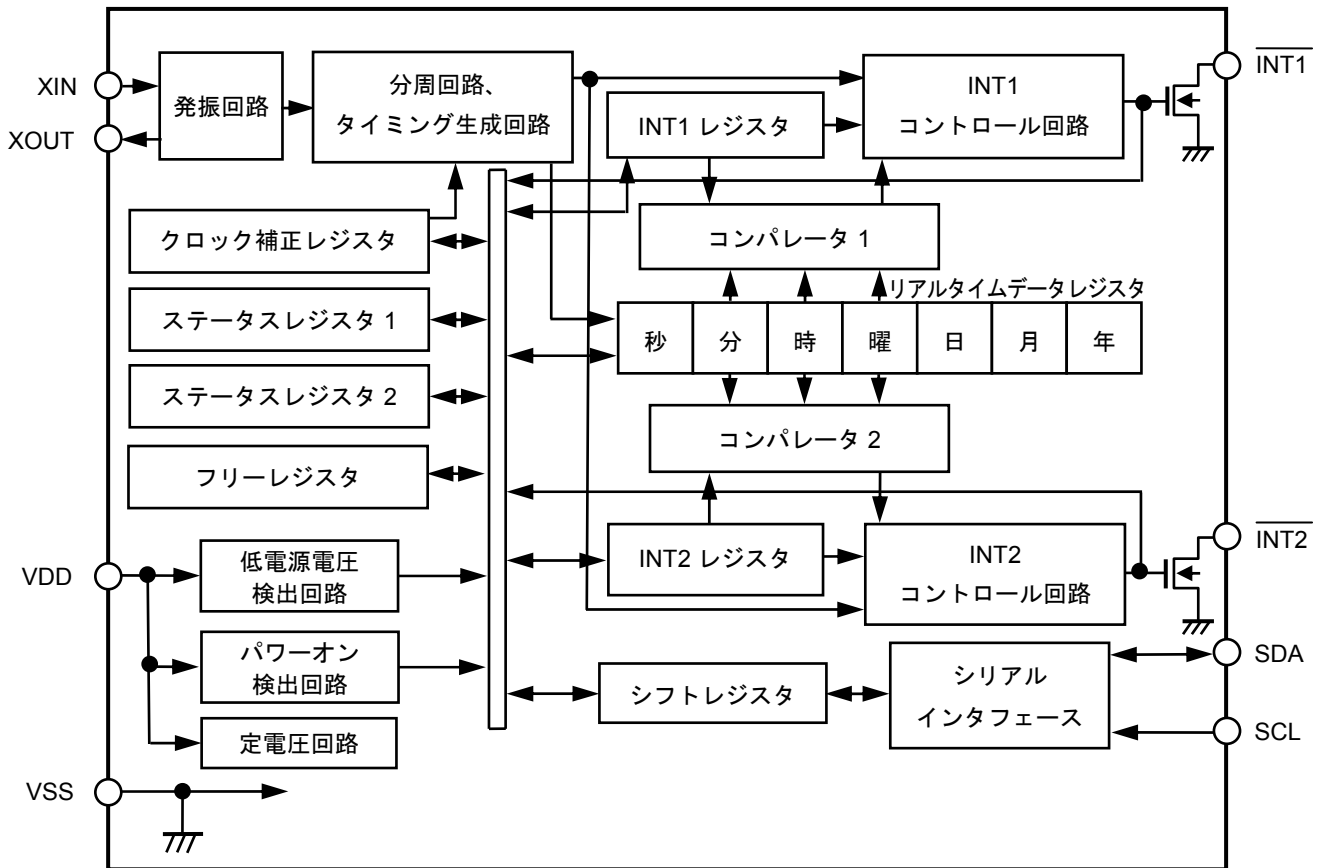 XIN
XOUT
発振回路
分周回路、
タイミング生成回路
INT1 レジスタ
INT1
コントロール回路
INT1
クロック補正レジスタ
コンパレータ 1
リアルタイムデータレジスタ
ステータスレジスタ 1
秒 分 時 曜 日 月 年
ステータスレジスタ 2
コンパレータ 2
フリーレジスタ
INT2 レジスタ
INT2
コントロール回路
INT2
VDD
低電源電圧
検出回路
パワーオン
検出回路
定電圧回路
シフトレジスタ
シリアル
インタフェース
SDA
SCL
VSS